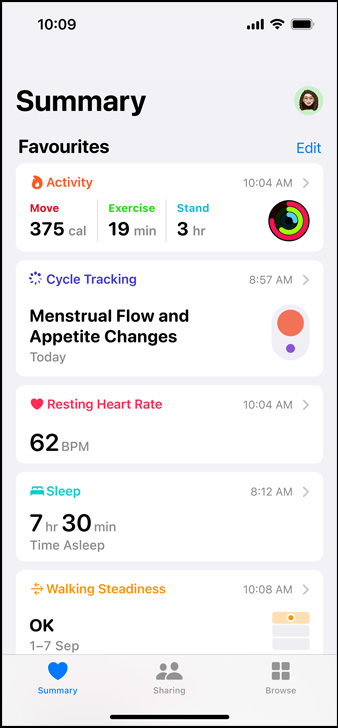 10:09
Summary
Favourites Edit
Activity 10:04 AM
Move Exercise Stand
375 cal 19 min 3 hr
Cycle Tracking 8:57 AM
Menstrual Flow and
Appetite Changes
Today
Resting Heart Rate 10:04 AM
62 BPM
Sleep 8:12 AM
7 hr 30 min
Time Asleep
Walking Steadiness 10:08 AM
OK
1–7 Sep
Summary Sharing Browse